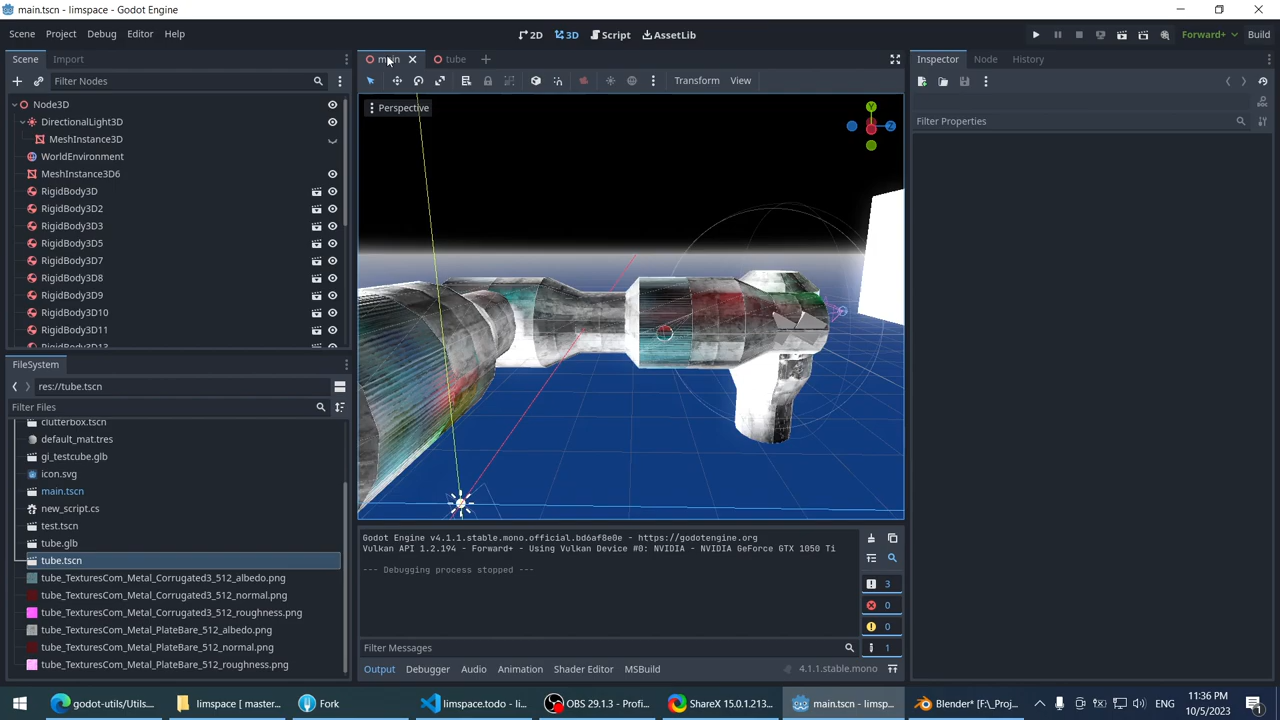 main.tscn - limspace - Godot Engine
Scene Project Debug Editor Help
2D 3D Script AssetLib
Forward+ Build
Scene Import
main tube
Inspector Node History
Filter Nodes
Transform View
Perspective
Y
Z
Filter Properties
Node3D
DirectionalLight3D
MeshInstance3D
WorldEnvironment
MeshInstance3D6
RigidBody3D
RigidBody3D2
RigidBody3D3
RigidBody3D5
RigidBody3D7
RigidBody3D8
RigidBody3D9
RigidBody3D10
RigidBody3D11
RigidBody3D13
FileSystem
res://tube.tscn
Filter Files
clutterbox.tscn
default_mat.tres
gi_testcube.glb
icon.svg
main.tscn
new_script.cs
test.tscn
tube.glb
tube.tscn
tube_TexturesCom_Metal_Corrugated3_512_albedo.png
tube_TexturesCom_Metal_Corrugated3_512_normal.png
tube_TexturesCom_Metal_Corrugated3_512_roughness.png
tube_TexturesCom_Metal_PlateBare_512_albedo.png
tube_TexturesCom_Metal_PlateBare_512_normal.png
tube_TexturesCom_Metal_PlateBare_512_roughness.png
Godot Engine v4.1.1.stable.mono.official.bd6af8e0e - https://godotengine.org
Vulkan API 1.2.194 - Forward+ - Using Vulkan Device #0: NVIDIA - NVIDIA GeForce GTX 1050 Ti
--- Debugging process stopped ---
3
0
0
1
Filter Messages
Output Debugger Audio Animation Shader Editor MSBuild
4.1.1.stable.mono
godot-utils/Utils... limspace [ master... Fork limspace.todo - li... OBS 29.1.3 - Profi... ShareX 15.0.1.213... main.tscn - limsp... Blender* [F:\_Proj...
ENG
11:36 PM
10/5/2023
1